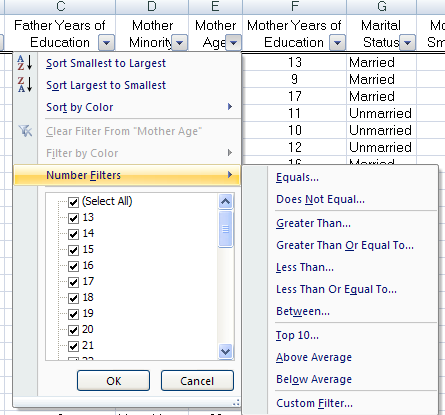 C D E F G
Father Years of Education
Mother Minority
Mother Age
Mother Years of Education
Marital Status
Mo
Sm
Sort Smallest to Largest
Sort Largest to Smallest
Sort by Color
Clear Filter From "Mother Age"
Filter by Color
Number Filters
(Select All)
13
14
15
16
17
18
19
20
21
OK Cancel
13 Married
9 Married
17 Married
11 Unmarried
10 Unmarried
12 Unmarried
16 Married
Equals...
Does Not Equal...
Greater Than...
Greater Than Or Equal To...
Less Than...
Less Than Or Equal To...
Between...
Top 10...
Above Average
Below Average
Custom Filter...